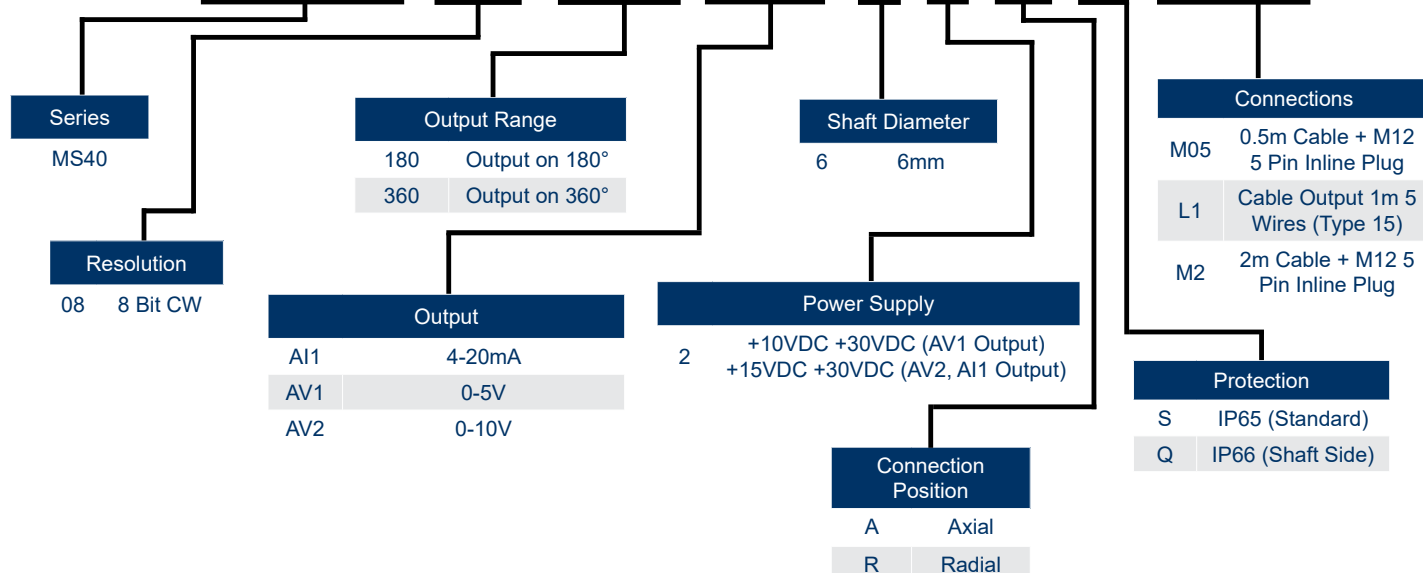 Series
MS40
Resolution
08 8 Bit CW
Output Range
180 Output on 180°
360 Output on 360°
Output
AI1 4-20mA
AV1 0-5V
AV2 0-10V
Shaft Diameter
6 6mm
Power Supply
2 +10VDC +30VDC (AV1 Output)
+15VDC +30VDC (AV2, AI1 Output)
Connection
Position
A Axial
R Radial
Connections
M05 0.5m Cable + M12
5 Pin Inline Plug
L1 Cable Output 1m 5
Wires (Type 15)
M2 2m Cable + M12 5
Pin Inline Plug
Protection
S IP65 (Standard)
Q IP66 (Shaft Side)